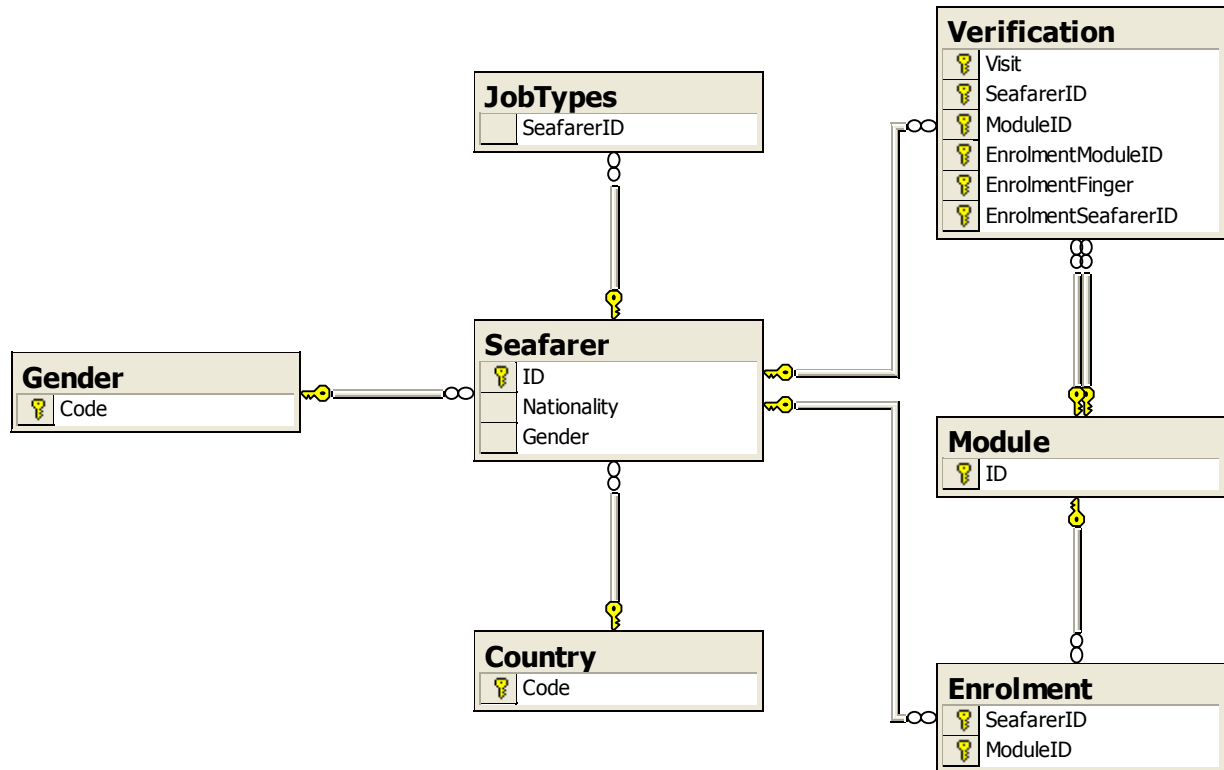 Verification
Visit
SeafarerID
ModuleID
EnrolmentModuleID
EnrolmentFinger
EnrolmentSeafarerID
JobTypes
SeafarerID
Seafarer
ID
Nationality
Gender
Gender
Code
Module
ID
Country
Code
Enrolment
SeafarerID
ModuleID